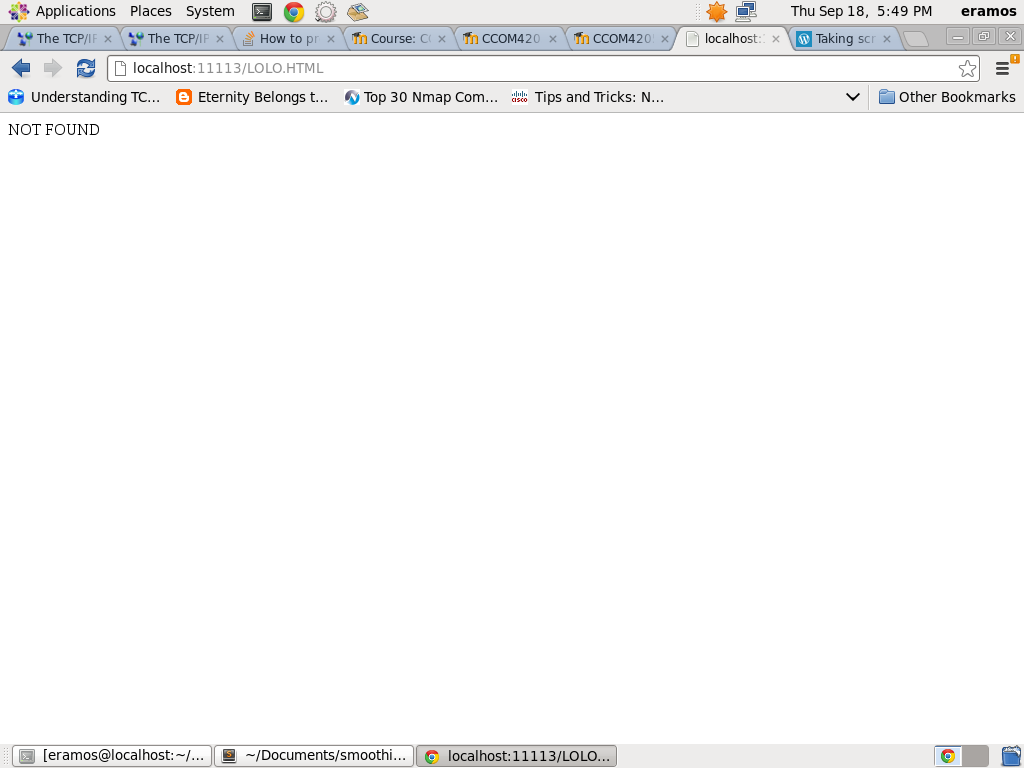 Applications Places System Thu Sep 18, 5:49 PM eramos
The TCP/IP The TCP/IP How to pr Course: CC CCOM420 CCOM420 localhost: Taking scr
localhost:11113/LOLO.HTML
Understanding TC... Eternity Belongs t... Top 30 Nmap Com... Tips and Tricks: N... Other Bookmarks
NOT FOUND
[eramos@localhost:~/... ~/Documents/smoothi... localhost:11113/LOLO...